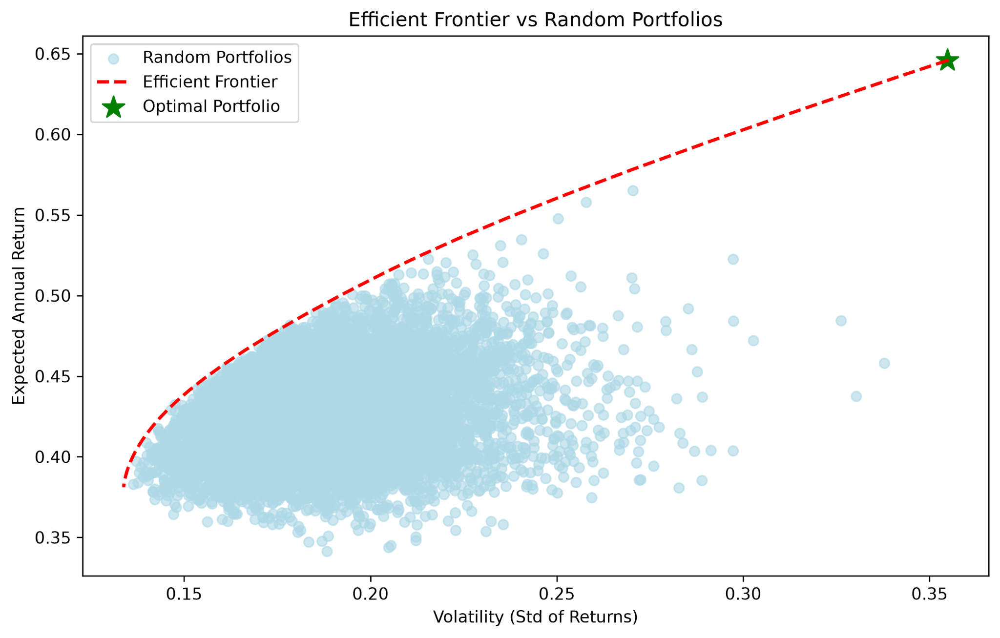 Efficient Frontier vs Random Portfolios
Random Portfolios
Efficient Frontier
Optimal Portfolio
Expected Annual Return
0.65
0.60
0.55
0.50
0.45
0.40
0.35
0.15
0.20
0.25
0.30
0.35
Volatility (Std of Returns)